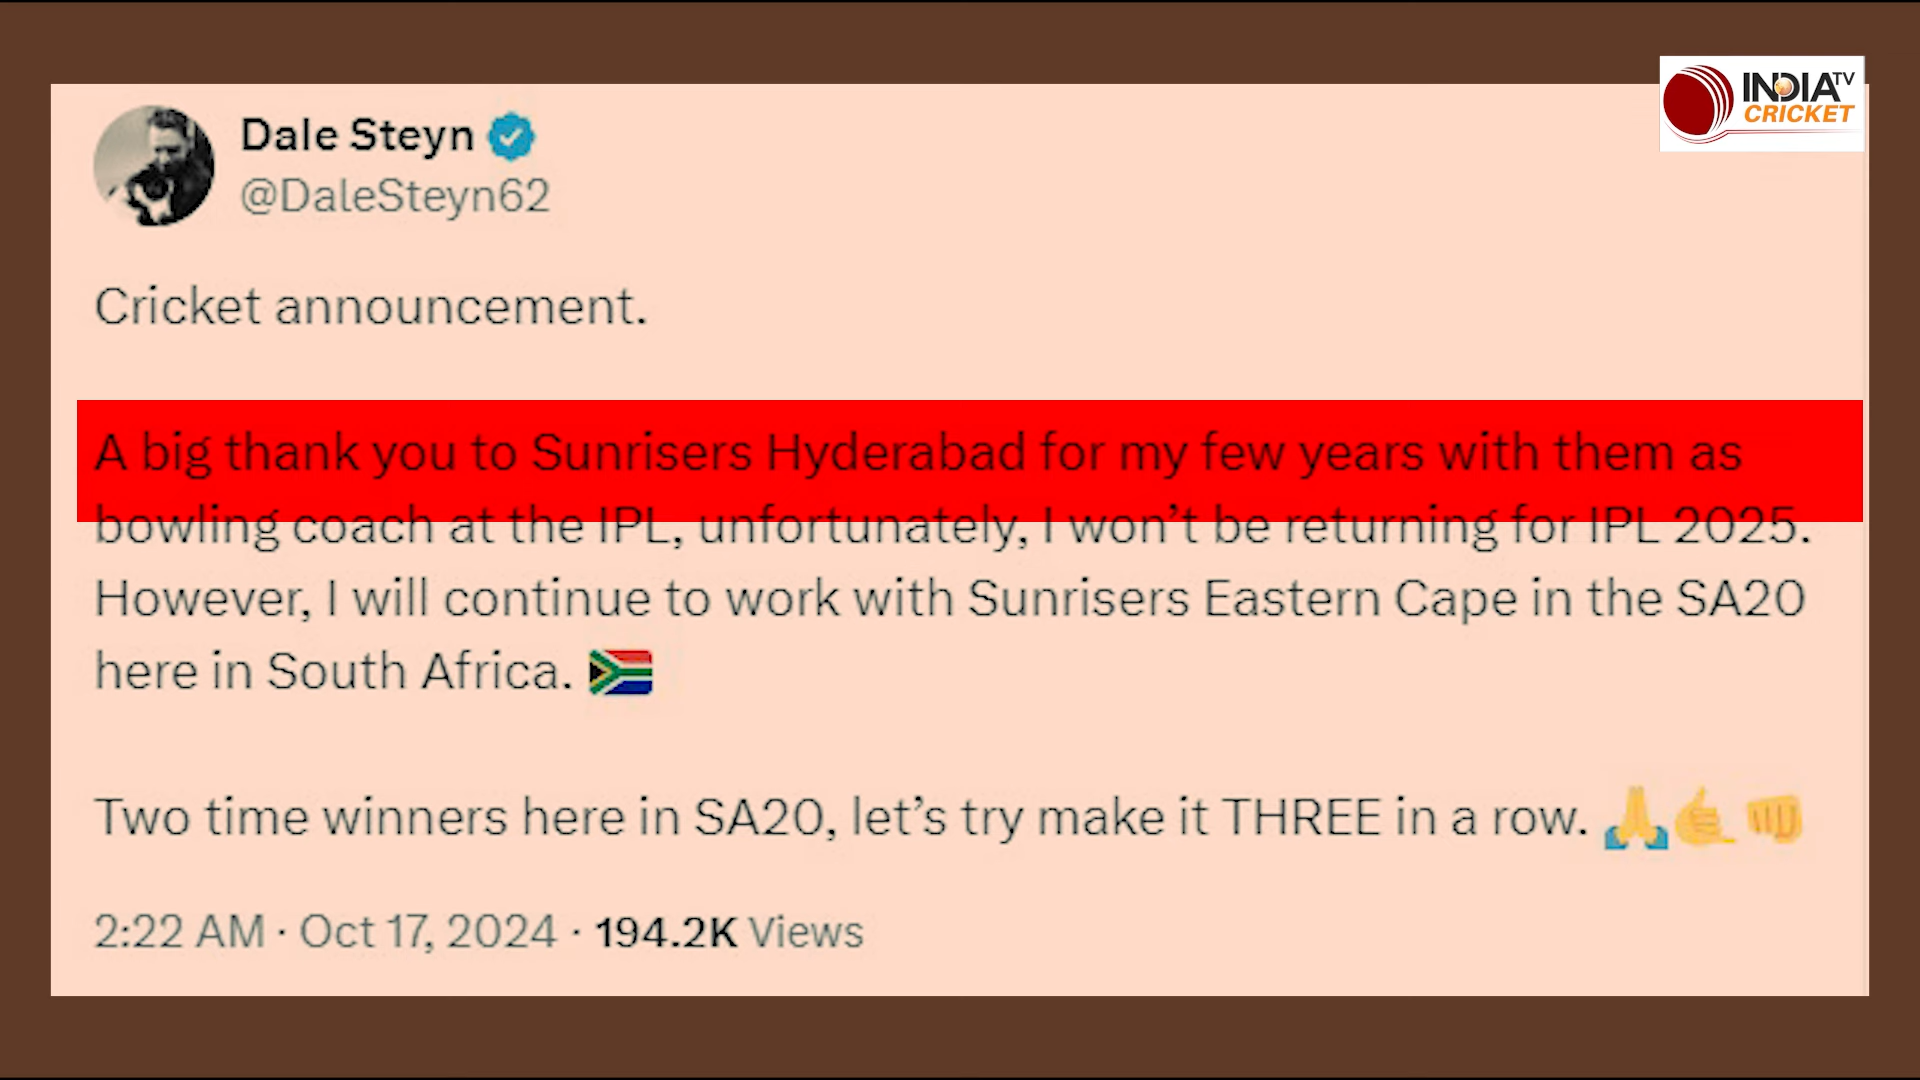 INDIA TV
CRICKET
Dale Steyn
@DaleSteyn62
Cricket announcement.
A big thank you to Sunrisers Hyderabad for my few years with them as
bowling coach at the IPL, unfortunately, I won’t be returning for IPL 2025.
However, I will continue to work with Sunrisers Eastern Cape in the SA20
here in South Africa. 🇿🇦
Two time winners here in SA20, let’s try make it THREE in a row. 🙏🤙👊
2:22 AM · Oct 17, 2024 · 194.2K Views